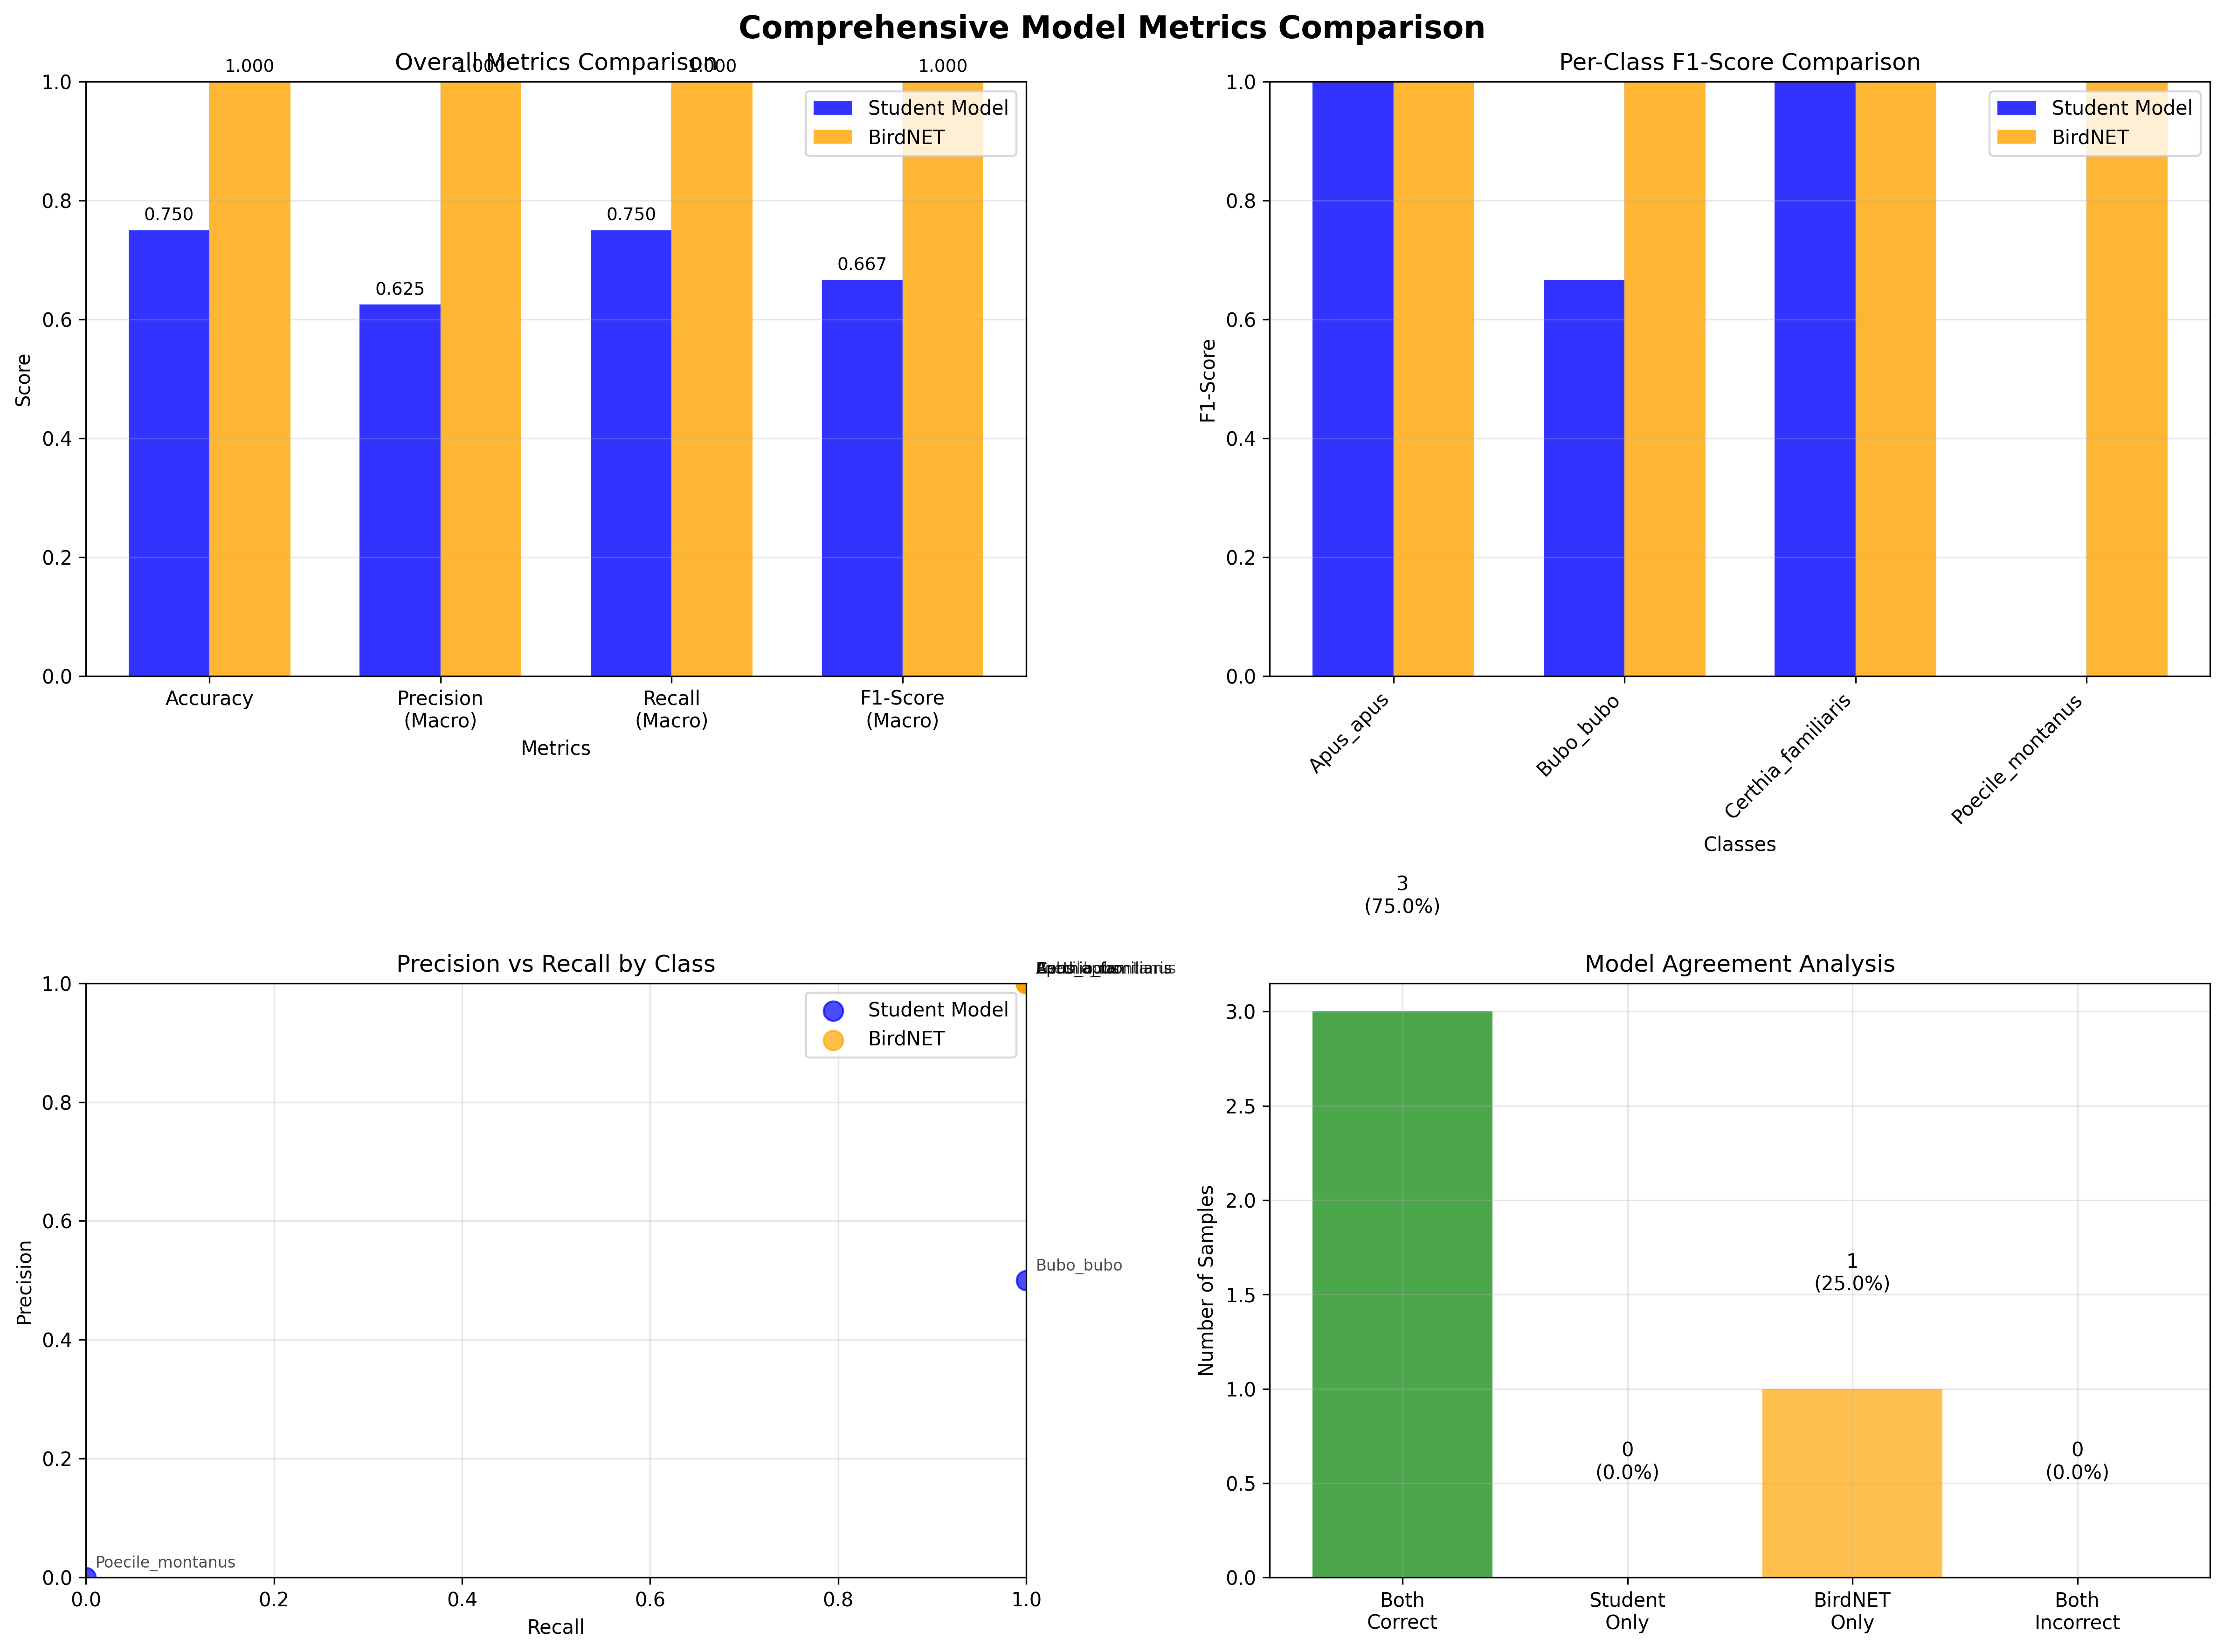 Comprehensive Model Metrics Comparison
Overall Metrics Comparison
1.000
1.000
1.000
1.000
1.0
0.8
0.6
0.4
0.2
0.0
Score
Student Model
BirdNET
0.750
0.625
0.750
0.667
Accuracy
Precision
(Macro)
Recall
(Macro)
F1-Score
(Macro)
Metrics
Per-Class F1-Score Comparison
1.0
0.8
0.6
0.4
0.2
0.0
F1-Score
Student Model
BirdNET
Apus_apus
Bubo_bubo
Certhia_familiaris
Poecile_montanus
Classes
Precision vs Recall by Class
1.0
0.8
0.6
0.4
0.2
0.0
Precision
Student Model
BirdNET
Bubo_bubo
Poecile_montanus
0.0
0.2
0.4
0.6
0.8
1.0
Recall
3
(75.0%)
Model Agreement Analysis
3.0
2.5
2.0
1.5
1.0
0.5
0.0
Number of Samples
0
(0.0%)
1
(25.0%)
0
(0.0%)
Both
Correct
Student
Only
BirdNET
Only
Both
Incorrect